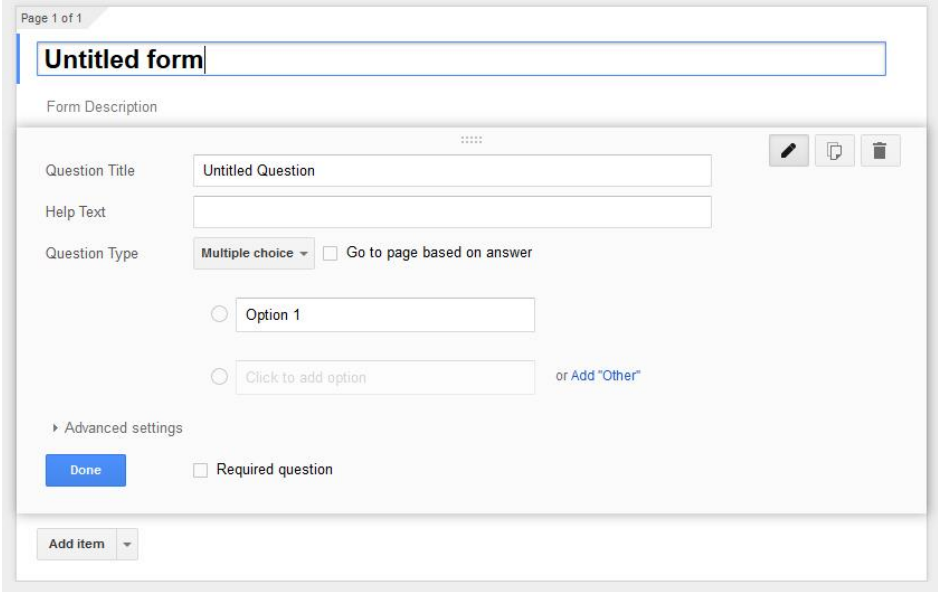 Page 1 of 1
Untitled form
Form Description
Question Title Untitled Question
Help Text
Question Type Multiple choice Go to page based on answer
Option 1
Click to add option or Add "Other"
Advanced settings
Done Required question
Add item